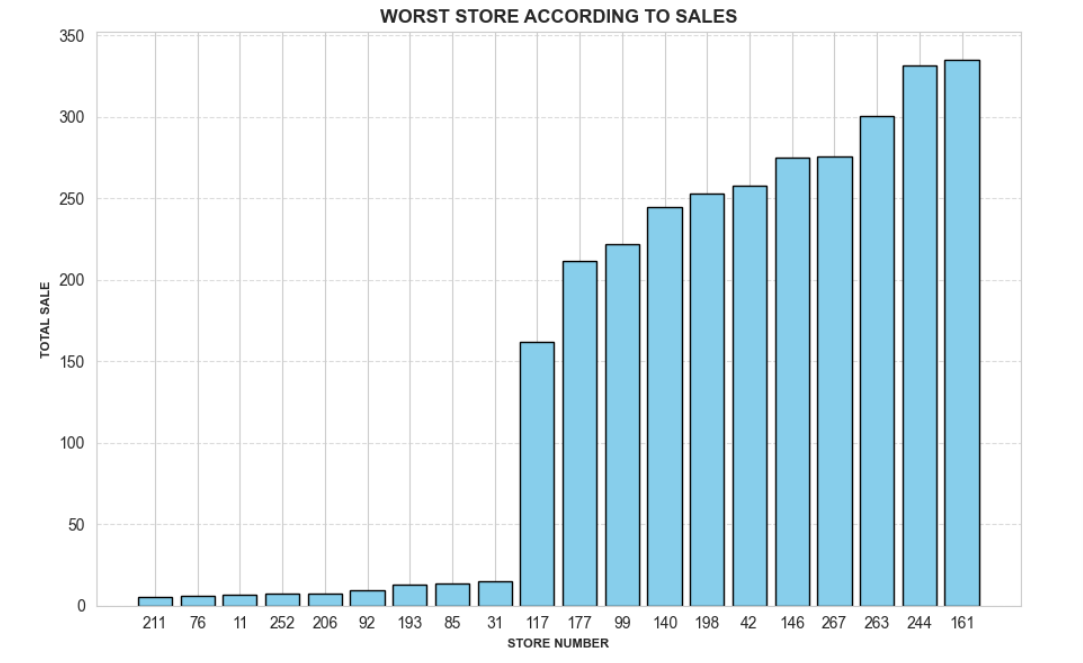 WORST STORE ACCORDING TO SALES
350
300
250
200
150
100
50
0
TOTAL SALE
211 76 11 252 206 92 193 85 31 117 177 99 140 198 42 146 267 263 244 161
STORE NUMBER